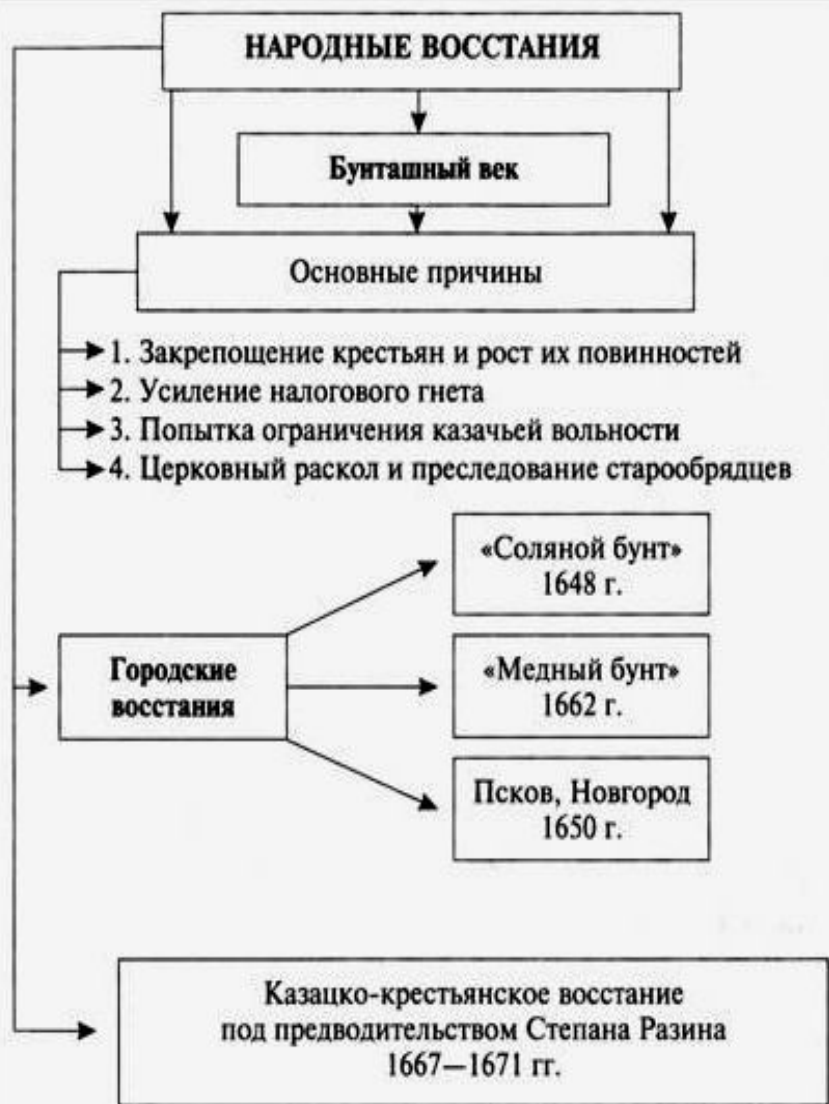 НАРОДНЫЕ ВОССТАНИЯ
Бунташный век
Основные причины
1. Закрепощение крестьян и рост их повинностей
2. Усиление налогового гнета
3. Попытка ограничения казачьей вольности
4. Церковный раскол и преследование старообрядцев
«Соляной бунт»
1648 г.
Городские
восстания
«Медный бунт»
1662 г.
Псков, Новгород
1650 г.
Казацко-крестьянское восстание
под предводительством Степана Разина
1667—1671 гг.